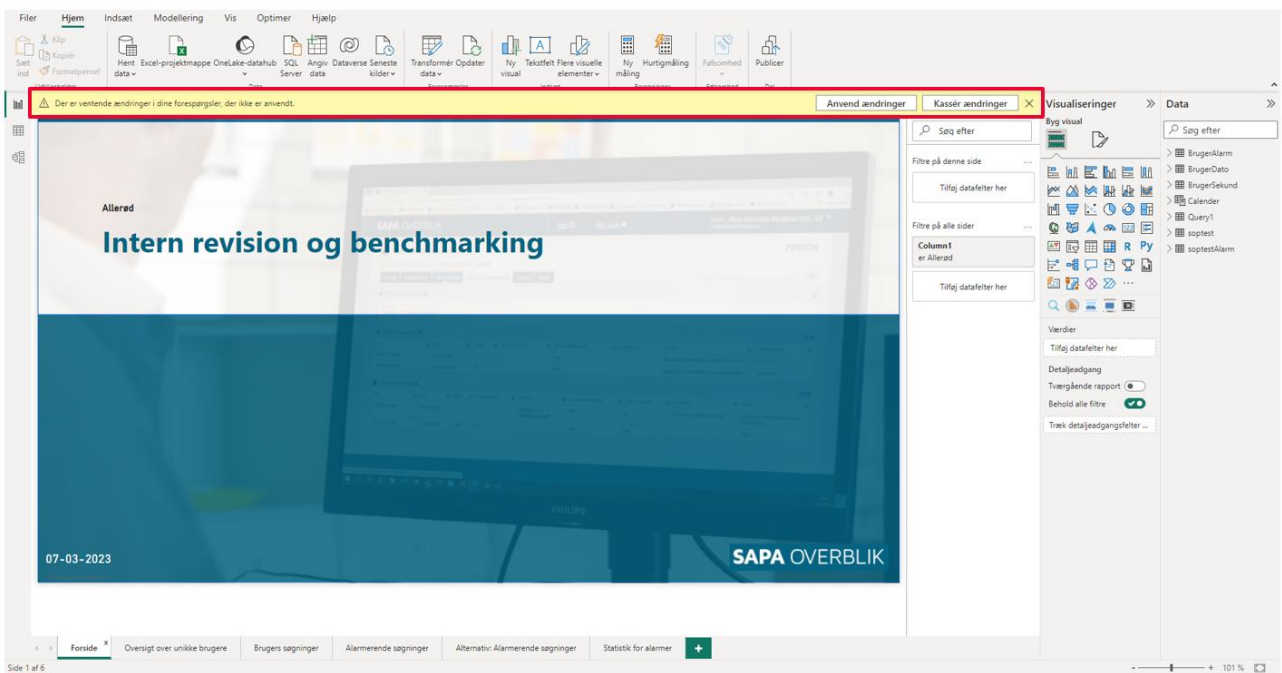 Filer Hjem Indsæt Modellering Vis Optimer Hjælp
Sæt ind
Klip
Kopiér
Formatpensel
Hent data
Excel-projektmappe
OneLake-datahub
SQL Server
Angiv data
Dataverse
Seneste kilder
Transformér data
Opdater
Ny visual
Tekstfelt
Flere visuelle elementer
Ny måling
Hurtigmåling
Følsomhed
Publicer
Der er ventende ændringer i dine forespørgsler, der ikke er anvendt.
Anvend ændringer
Kassér ændringer
Allerød
Intern revision og benchmarking
PHILIPS
07-03-2023
SAPA OVERBLIK
Søg efter
Filtre på denne side
Tilføj datafelter her
Filtre på alle sider
Column1
er Allerød
Tilføj datafelter her
Visualiseringer
Byg visual
R Py
Værdier
Tilføj datafelter her
Detaljeadgang
Tværgående rapport
Behold alle filtre
Træk detaljeadgangsfelter ...
Data
Søg efter
BrugerAlarm
BrugerDato
BrugerSekund
Calender
Query1
soptest
soptestAlarm
Forside Oversigt over unikke brugere Brugers søgninger Alarmerende søgninger Alternativ: Alarmerende søgninger Statistik for alarmer
Side 1 af 6
101 %